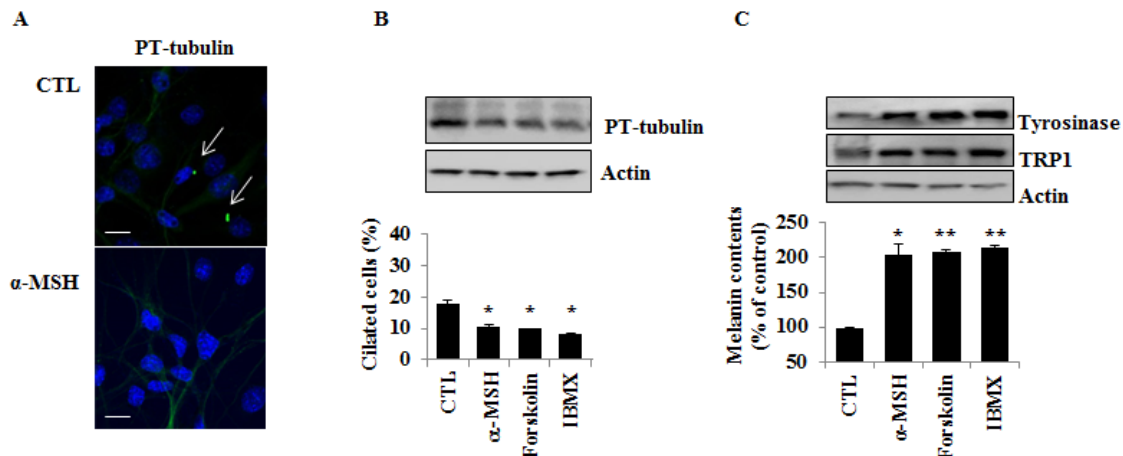 A
PT-tubulin
CTL
α-MSH
B
PT-tubulin
Actin
Cilated cells (%)
40
30
20
10
0
* * *
CTL
α-MSH
Forskolin
IBMX
C
Tyrosinase
TRP1
Actin
Melanin contents
(% of control)
250
200
150
100
50
* ** **
CTL
α-MSH
Forskolin
IBMX